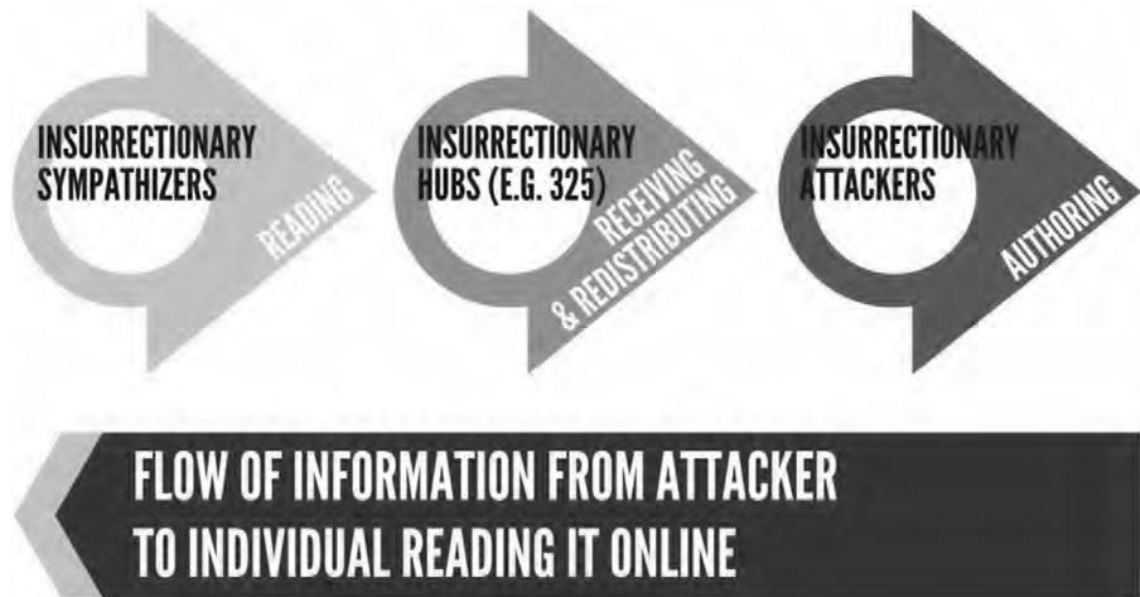 INSURRECTIONARY
SYMPATHIZERS
READING
INSURRECTIONARY
HUBS (E.G. 325)
RECEIVING
& REDISTRIBUTING
INSURRECTIONARY
ATTACKERS
AUTHORING
FLOW OF INFORMATION FROM ATTACKER
TO INDIVIDUAL READING IT ONLINE